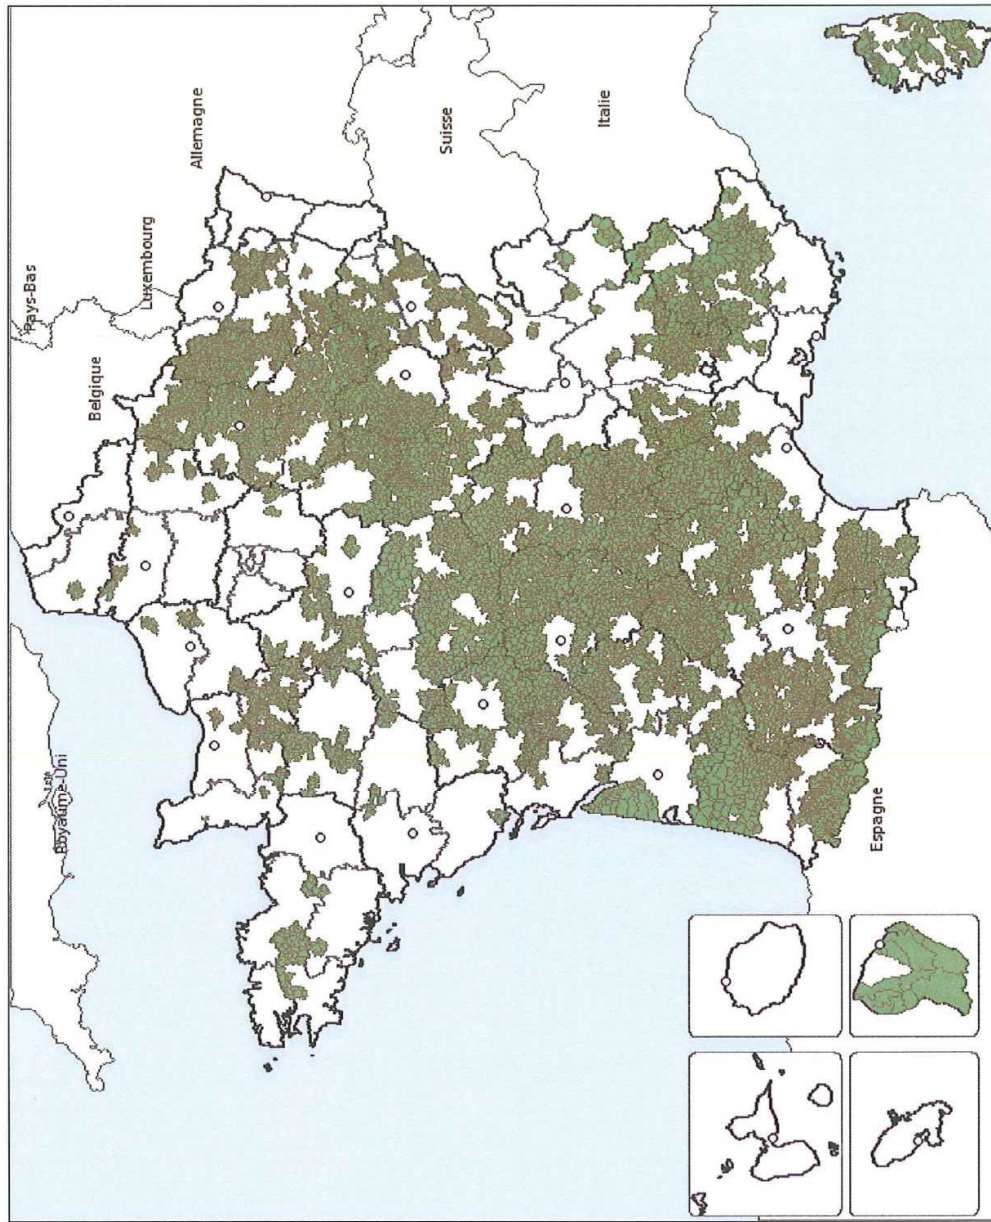 Royaume-Uni
Pays-Bas
Belgique
Luxembourg
Allemagne
Suisse
Italie
Espagne